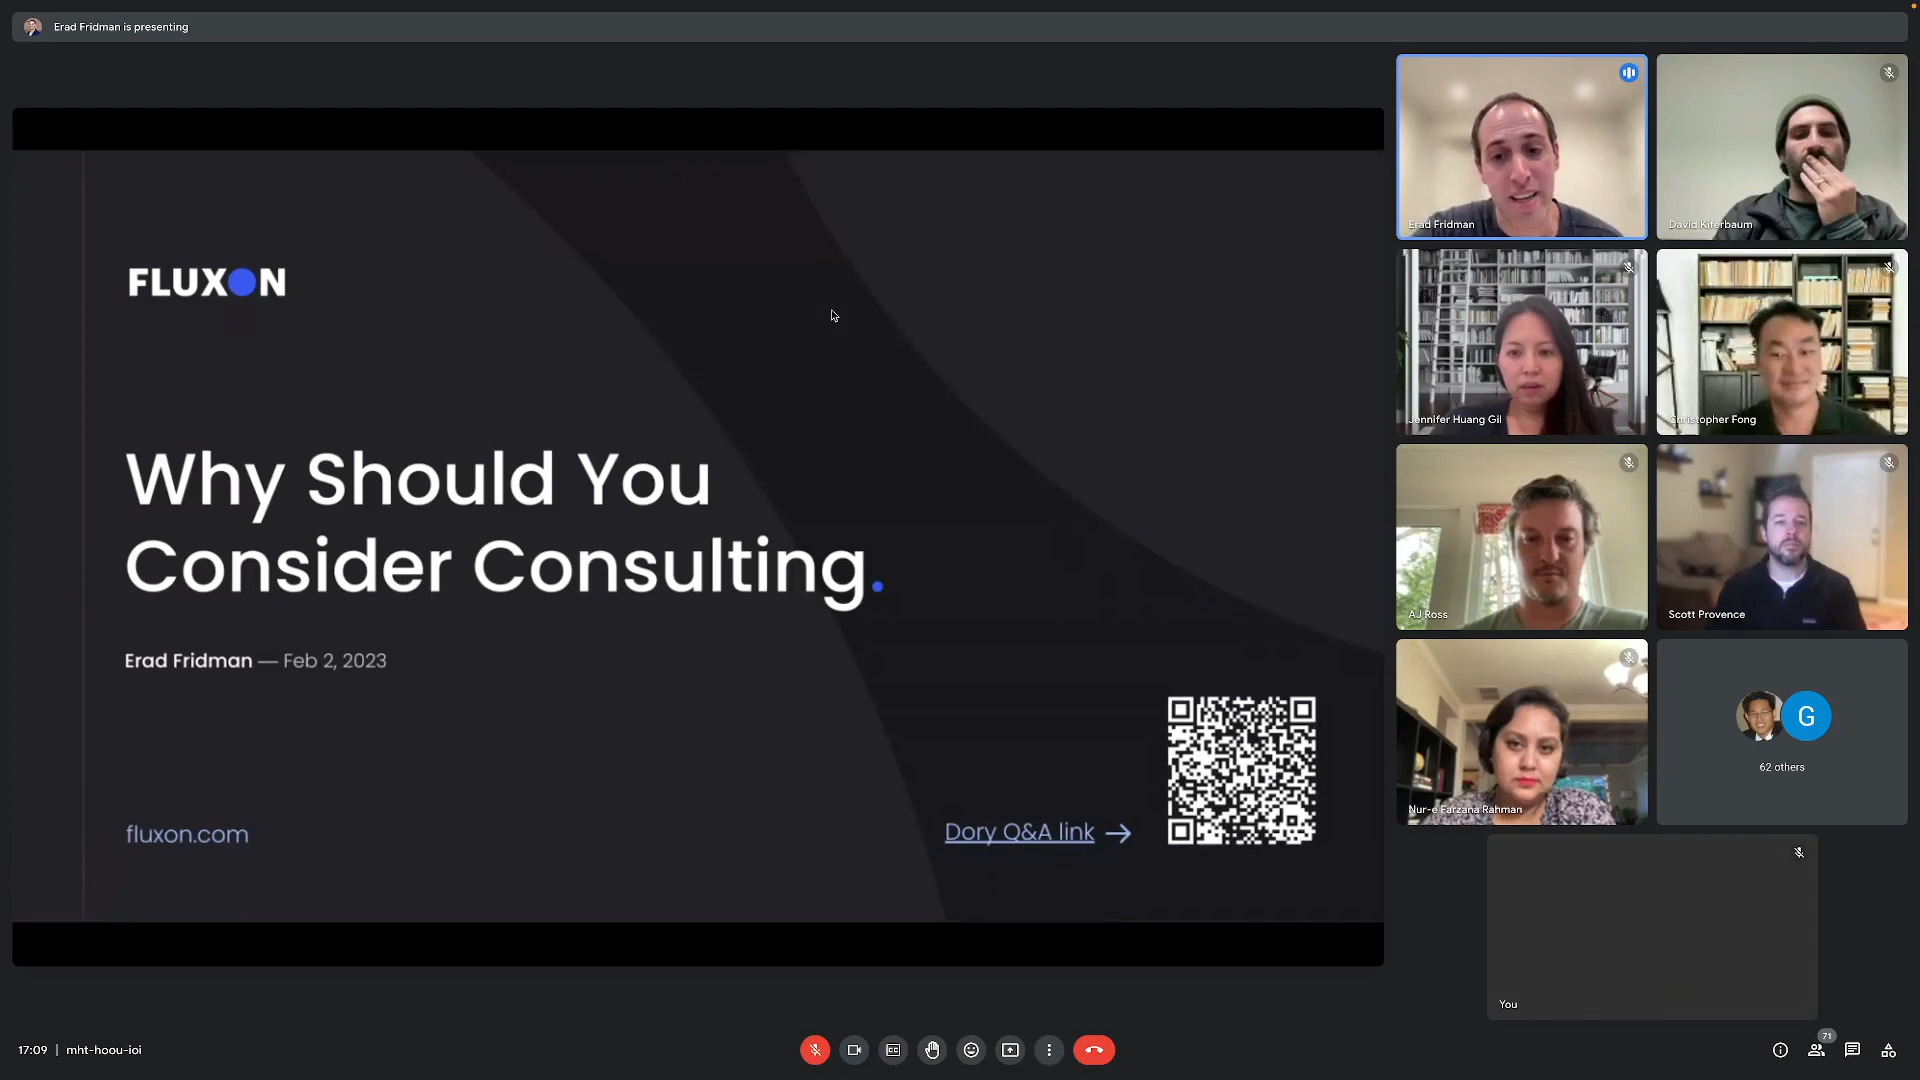 Erad Fridman is presenting
FLUXON
Why Should You
Consider Consulting.
Erad Fridman — Feb 2, 2023
fluxon.com
Dory Q&A link →
Erad Fridman
David Kiferbaum
Jennifer Huang Gil
Christopher Fong
AJ Ross
Scott Provence
Nur-e Farzana Rahman
G
62 others
You
17:09 | mht-hoou-ioi
CC
71